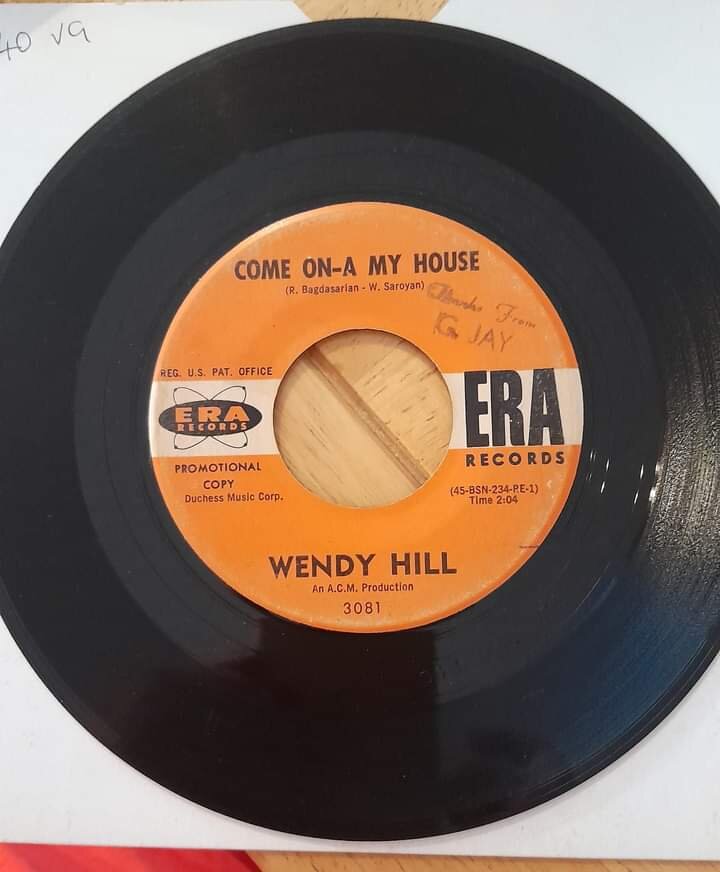 40 VG
COME ON-A MY HOUSE
(R. Bagdasarian - W. Saroyan)
From
G JAY
REG. U.S. PAT. OFFICE
ERA
RECORDS
ERA
RECORDS
PROMOTIONAL
COPY
Duchess Music Corp.
(45-BSN-234-RE-1)
Time 2:04
WENDY HILL
An A.C.M. Production
3081